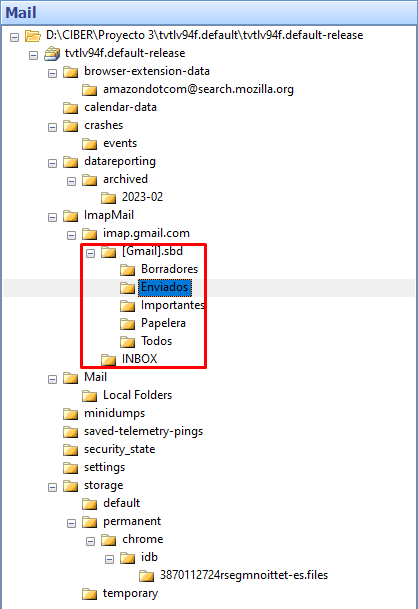 Mail
D:\CIBER\Proyecto 3\tvtlv94f.default\tvtlv94f.default-release
tvtlv94f.default-release
browser-extension-data
amazondotcom@search.mozilla.org
calendar-data
crashes
events
datareporting
archived
2023-02
ImapMail
imap.gmail.com
[Gmail].sbd
Borradores
Enviados
Importantes
Papelera
Todos
INBOX
Mail
Local Folders
minidumps
saved-telemetry-pings
security_state
settings
storage
default
permanent
chrome
idb
3870112724rsegmnoittet-es.files
temporary